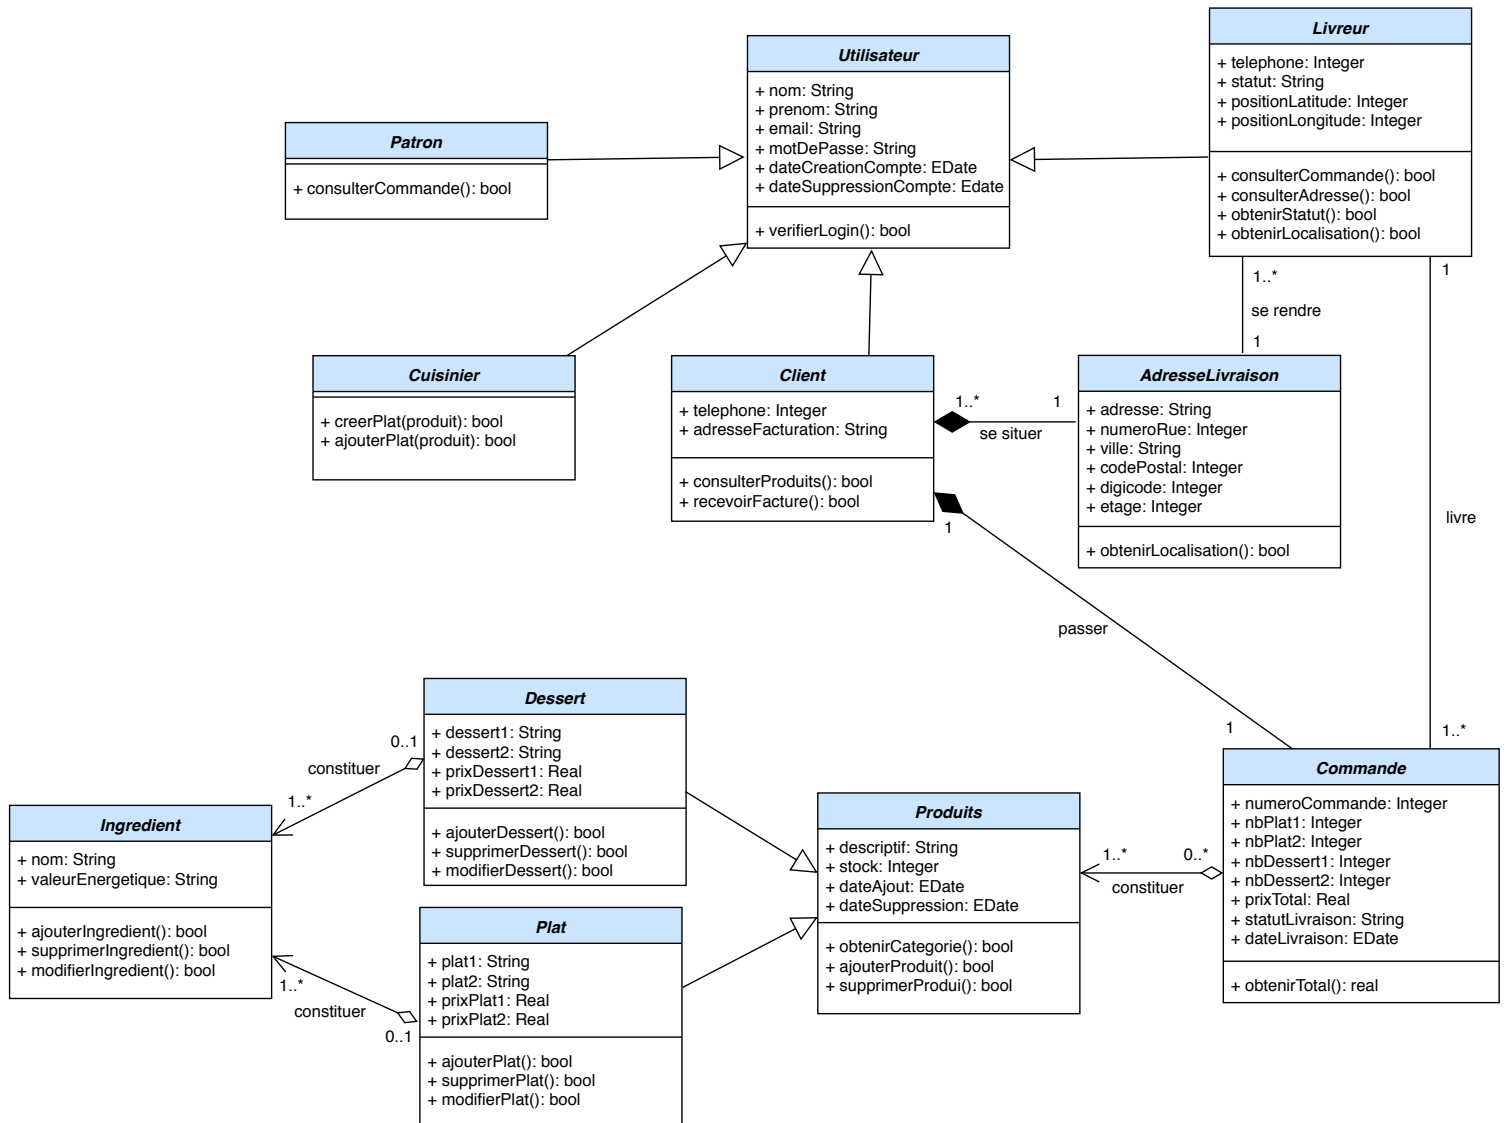 Livreur
+ telephone: Integer
+ statut: String
+ positionLatitude: Integer
+ positionLongitude: Integer
+ consulterCommande(): bool
+ consulterAdresse(): bool
+ obtenirStatut(): bool
+ obtenirLocalisation(): bool
Utilisateur
+ nom: String
+ prenom: String
+ email: String
+ motDePasse: String
+ dateCreationCompte: EDate
+ dateSuppressionCompte: Edate
+ verifierLogin(): bool
Patron
+ consulterCommande(): bool
1..*
se rendre
1
1
livre
1..*
Cuisinier
+ creerPlat(produit): bool
+ ajouterPlat(produit): bool
Client
+ telephone: Integer
+ adresseFacturation: String
+ consulterProduits(): bool
+ recevoirFacture(): bool
1..*
1
se situer
AdresseLivraison
+ adresse: String
+ numeroRue: Integer
+ ville: String
+ codePostal: Integer
+ digicode: Integer
+ etage: Integer
+ obtenirLocalisation(): bool
1
passer
1
Dessert
+ dessert1: String
+ dessert2: String
+ prixDessert1: Real
+ prixDessert2: Real
+ ajouterDessert(): bool
+ supprimerDessert(): bool
+ modifierDessert(): bool
0..1
constituer
1..*
Ingredient
+ nom: String
+ valeurEnergetique: String
+ ajouterIngredient(): bool
+ supprimerIngredient(): bool
+ modifierIngredient(): bool
1..*
constituer
0..1
Plat
+ plat1: String
+ plat2: String
+ prixPlat1: Real
+ prixPlat2: Real
+ ajouterPlat(): bool
+ supprimerPlat(): bool
+ modifierPlat(): bool
Produits
+ descriptif: String
+ stock: Integer
+ dateAjout: EDate
+ dateSuppression: EDate
+ obtenirCategorie(): bool
+ ajouterProduit(): bool
+ supprimerProdui(): bool
1..*
0..*
constituer
Commande
+ numeroCommande: Integer
+ nbPlat1: Integer
+ nbPlat2: Integer
+ nbDessert1: Integer
+ nbDessert2: Integer
+ prixTotal: Real
+ statutLivraison: String
+ dateLivraison: EDate
+ obtenirTotal(): real